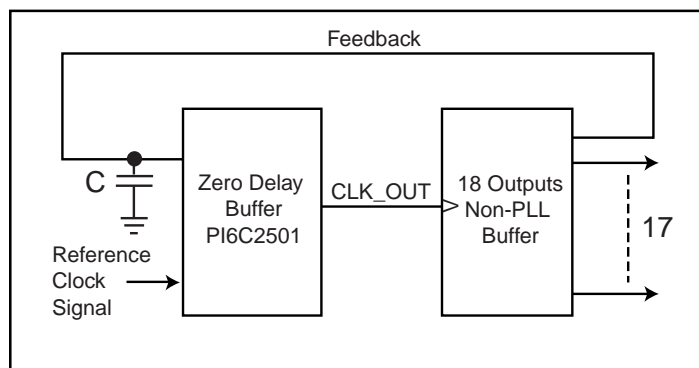 Feedback
C
Zero Delay
Buffer
PI6C2501
CLK_OUT
18 Outputs
Non-PLL
Buffer
17
Reference
Clock
Signal